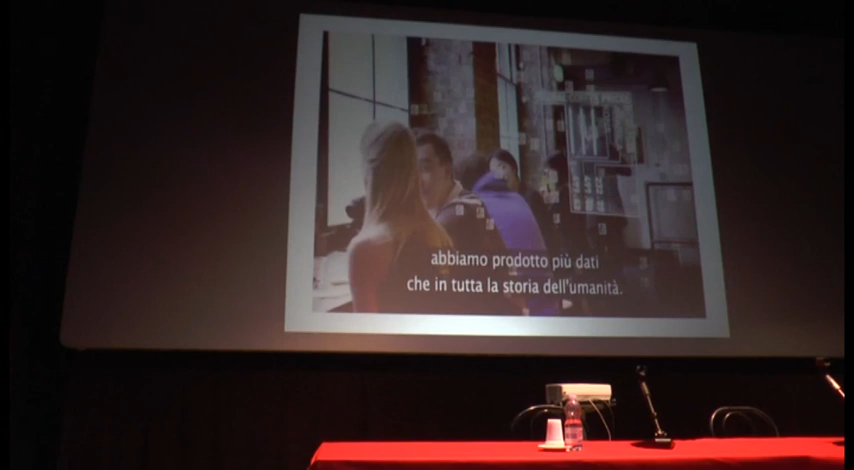 abbiamo prodotto più dati
che in tutta la storia dell'umanità.